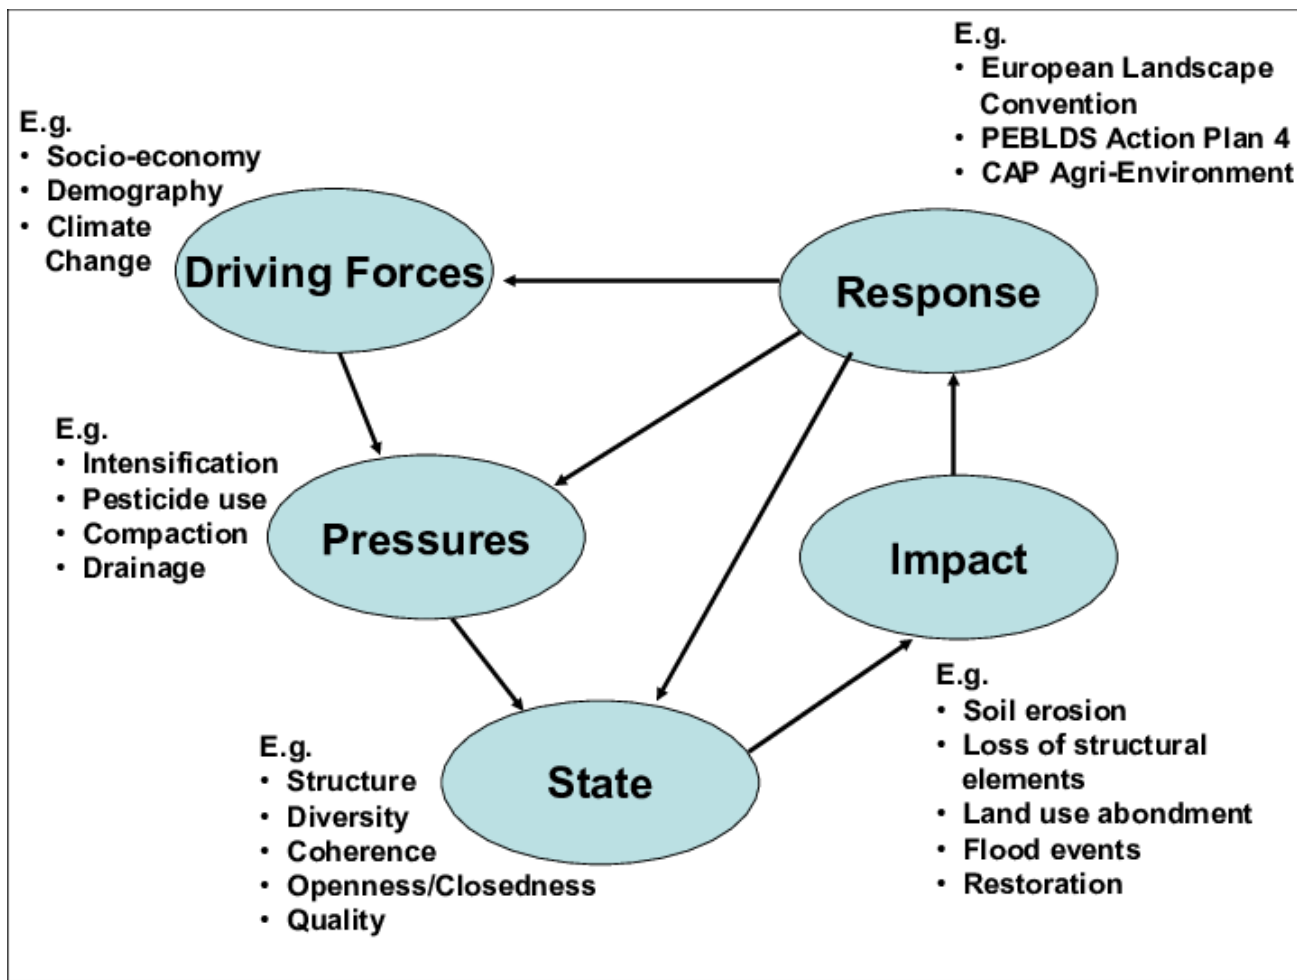 E.g.
• European Landscape
Convention
• PEBLDS Action Plan 4
• CAP Agri-Environment
E.g.
• Socio-economy
• Demography
• Climate
Change
Driving Forces
Response
E.g.
• Intensification
• Pesticide use
• Compaction
• Drainage
Pressures
Impact
E.g.
• Soil erosion
• Loss of structural
elements
• Land use abondment
• Flood events
• Restoration
E.g.
• Structure
• Diversity
• Coherence
• Openness/Closedness
• Quality
State